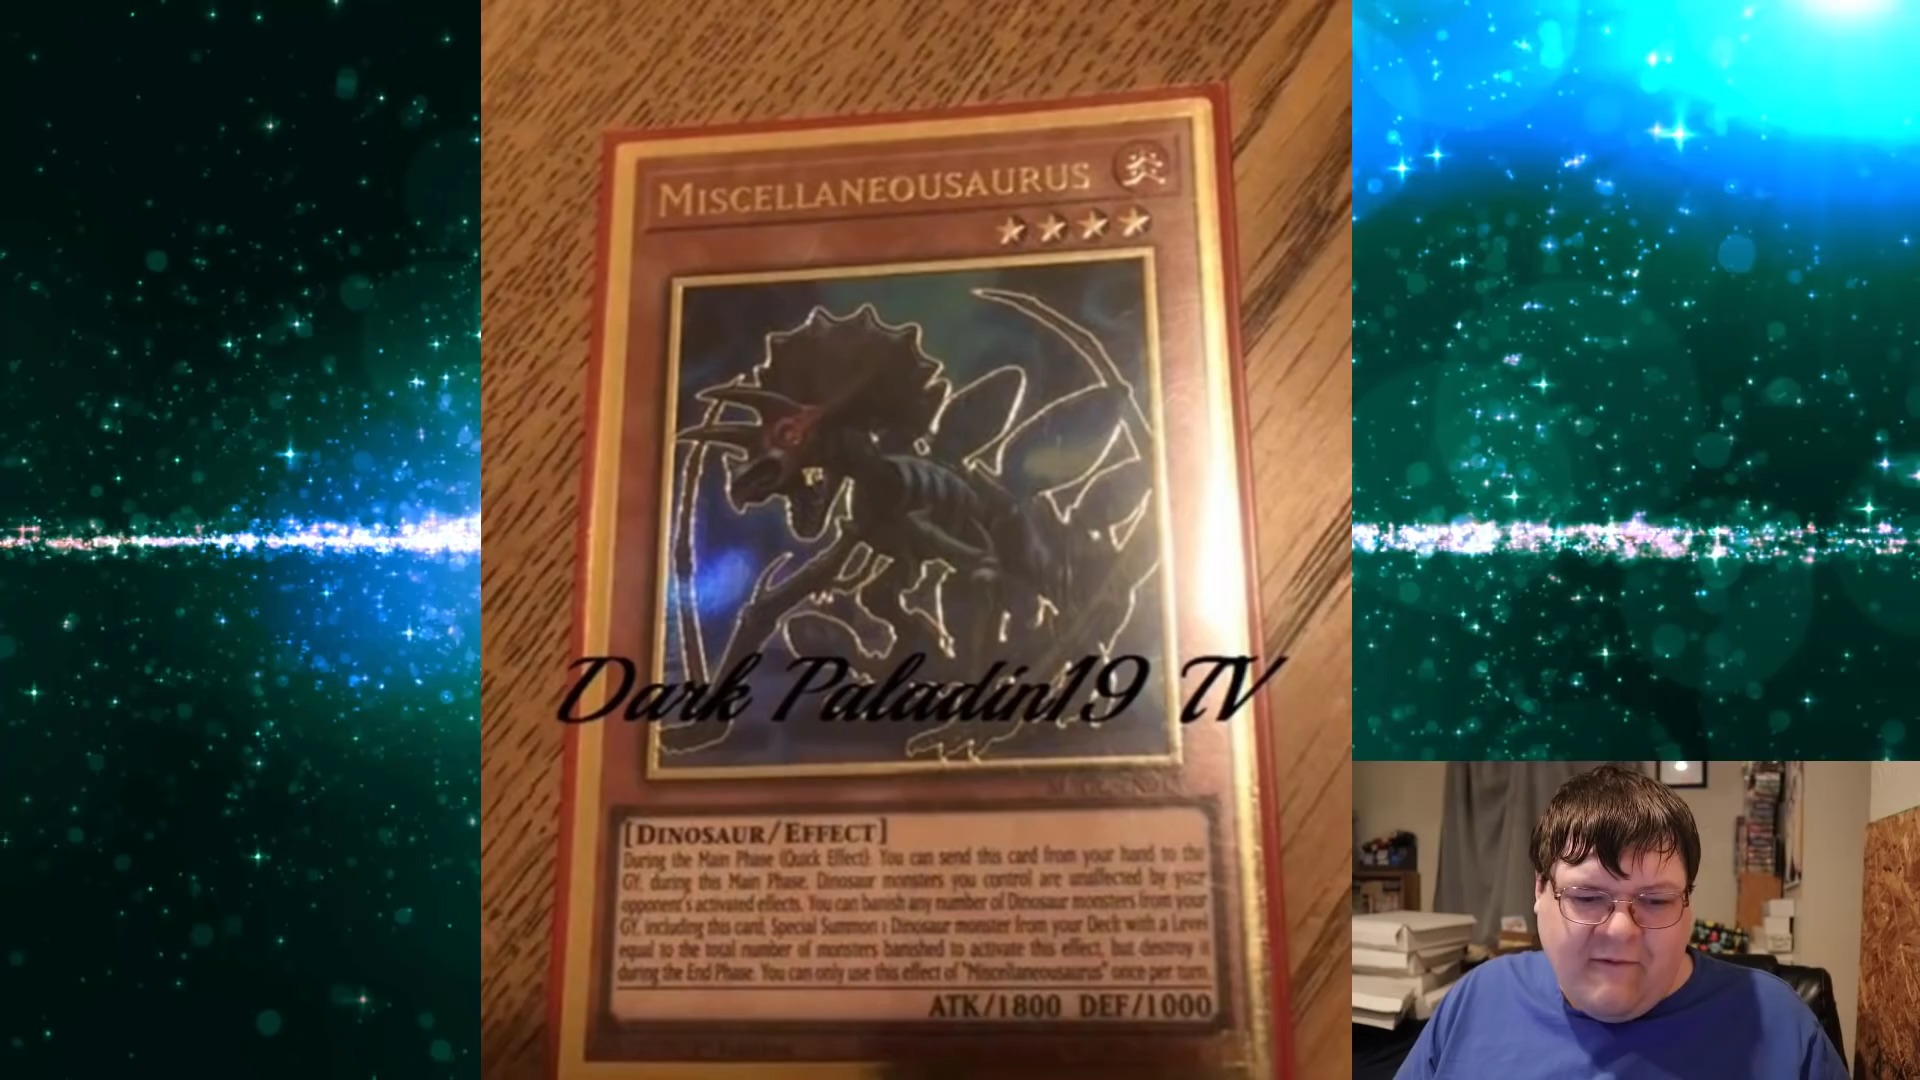 MISCELLANEOUSAURUS 炎
Dark Paladin19 TV
[DINOSAUR/EFFECT]
During the Main Phase (Quick Effect): You can send this card from your hand to the
GY; during this Main Phase, Dinosaur monsters you control are unaffected by your
opponent's activated effects. You can banish any number of Dinosaur monsters from your
GY, including this card; Special Summon 1 Dinosaur monster from your Deck with a Level
equal to the total number of monsters banished to activate this effect, but destroy it
during the End Phase. You can only use this effect of "Miscellaneousaurus" once per turn.
ATK/1800 DEF/1000